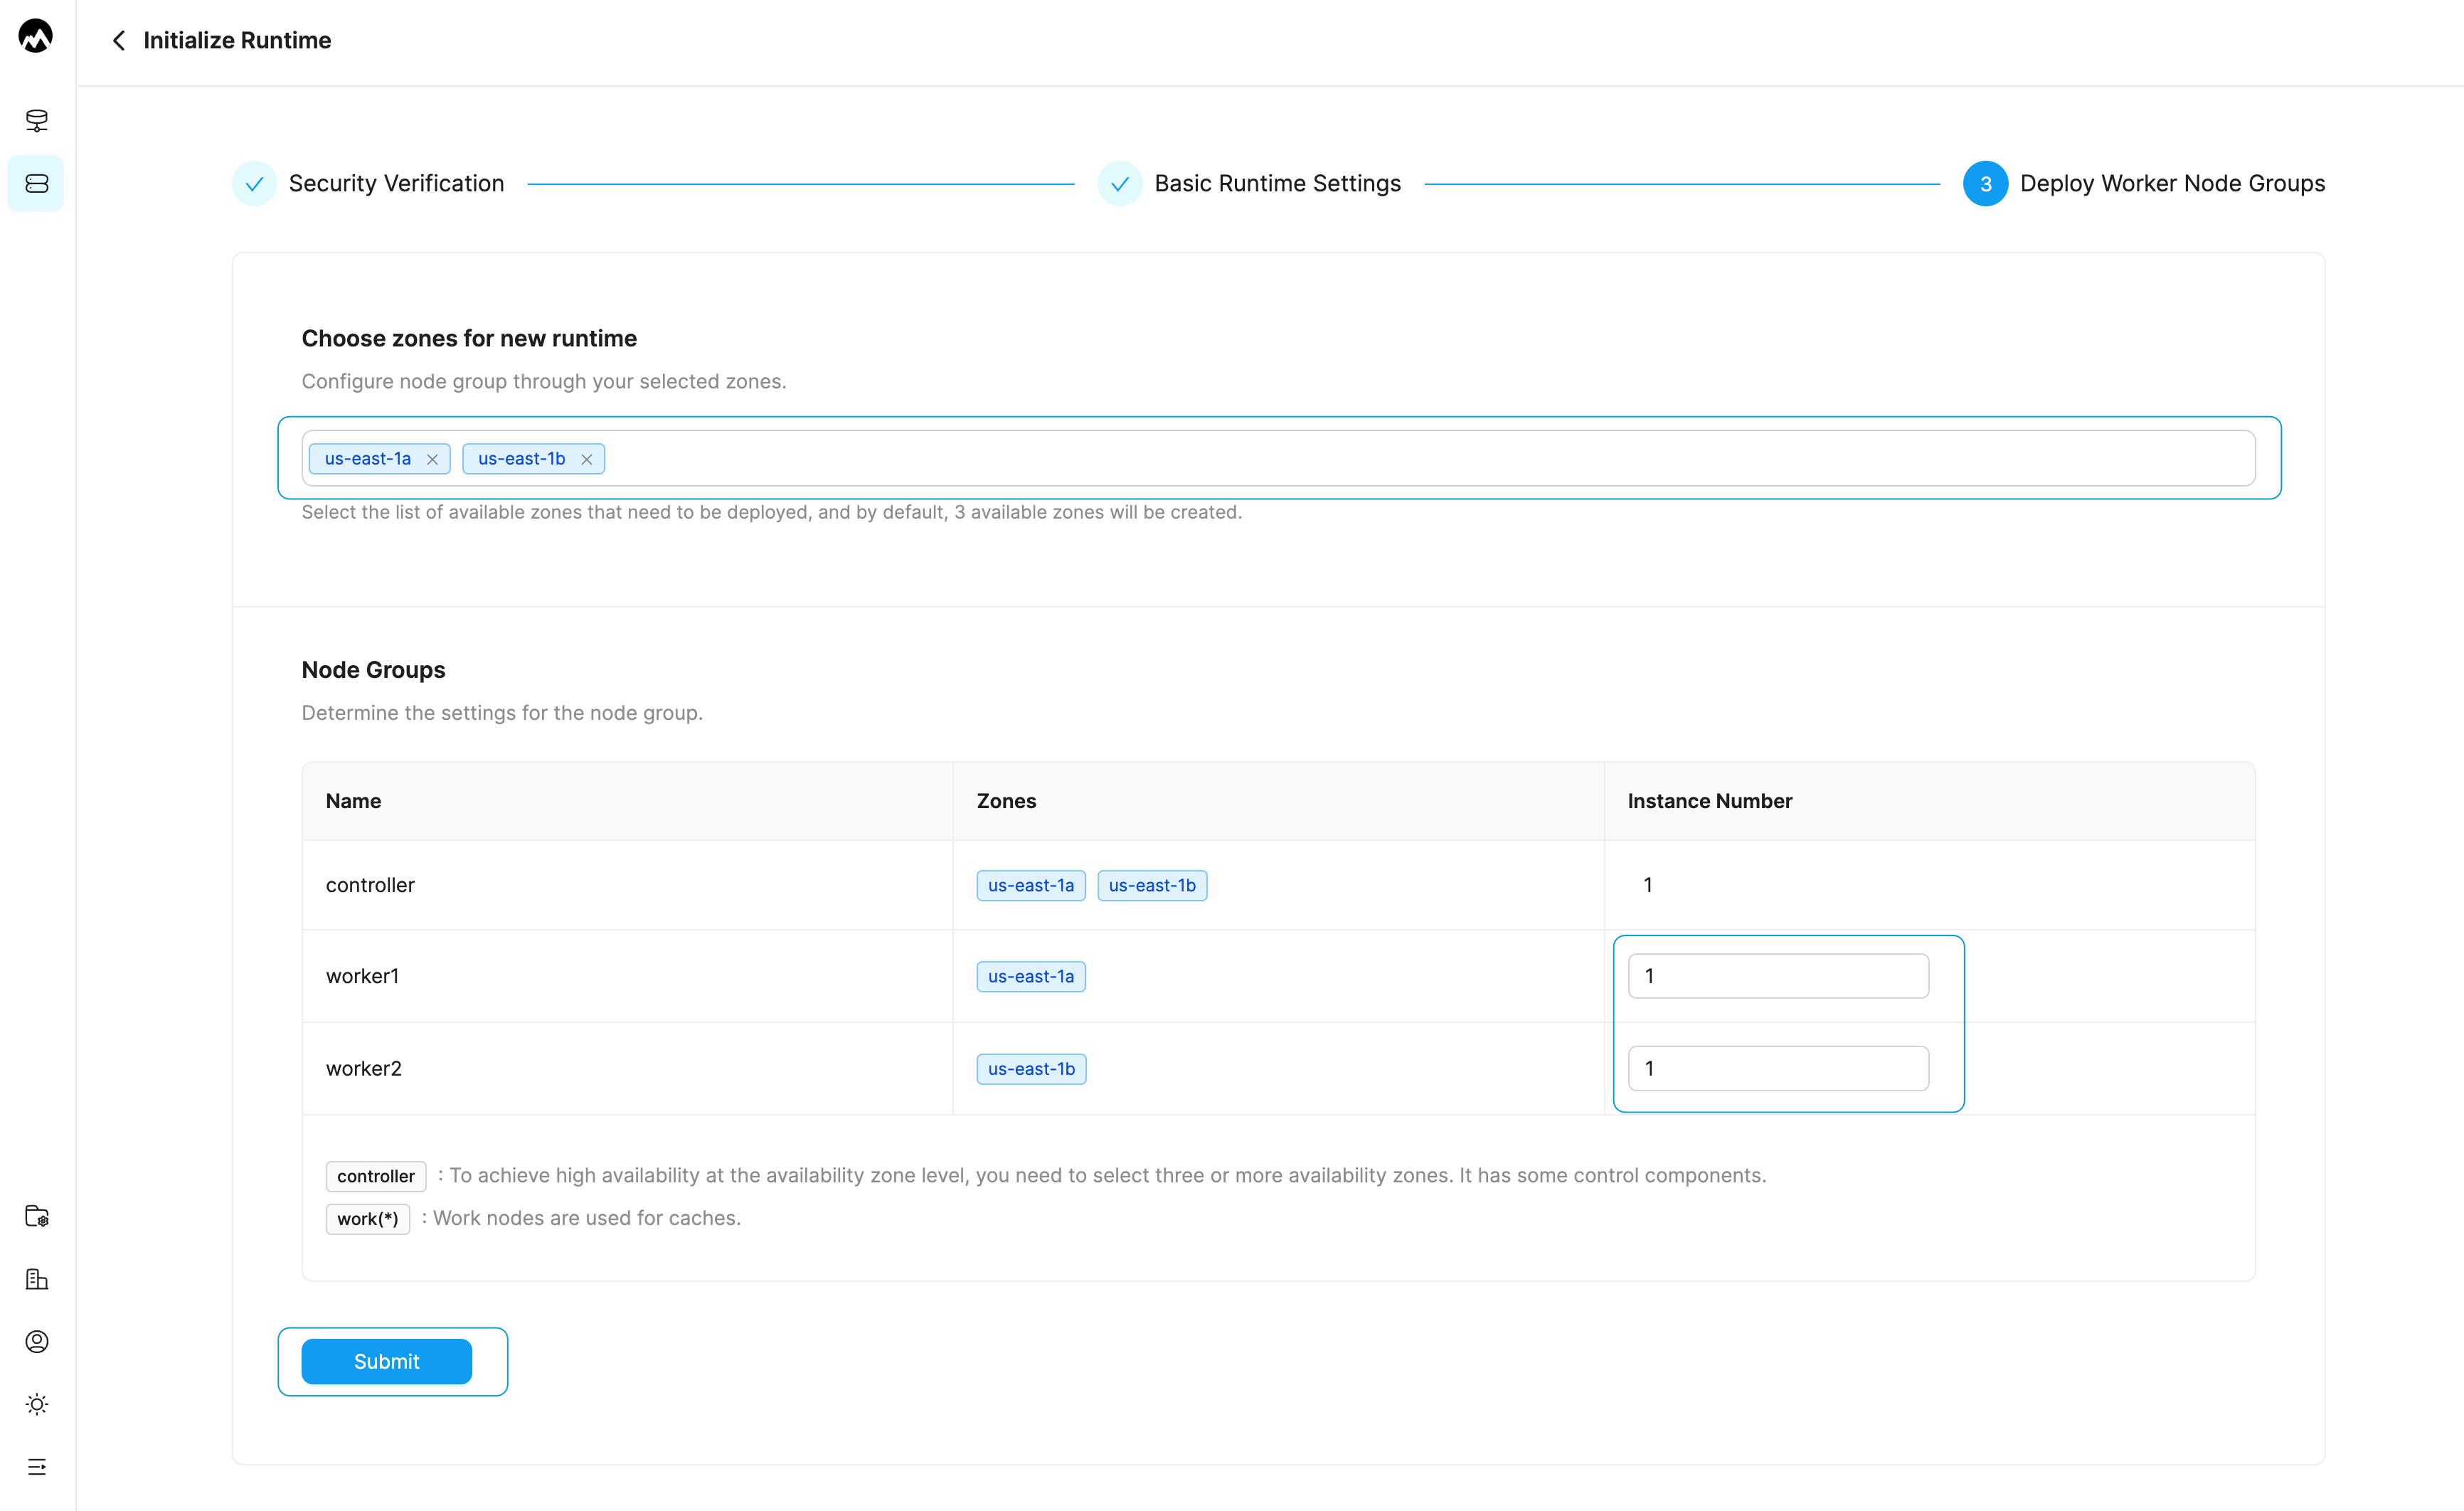 Initialize Runtime
Security Verification
Basic Runtime Settings
3 Deploy Worker Node Groups
Choose zones for new runtime
Configure node group through your selected zones.
us-east-1a us-east-1b
Select the list of available zones that need to be deployed, and by default, 3 available zones will be created.
Node Groups
Determine the settings for the node group.
Name Zones Instance Number
controller us-east-1a us-east-1b 1
worker1 us-east-1a 1
worker2 us-east-1b 1
controller : To achieve high availability at the availability zone level, you need to select three or more availability zones. It has some control components.
work(*) : Work nodes are used for caches.
Submit